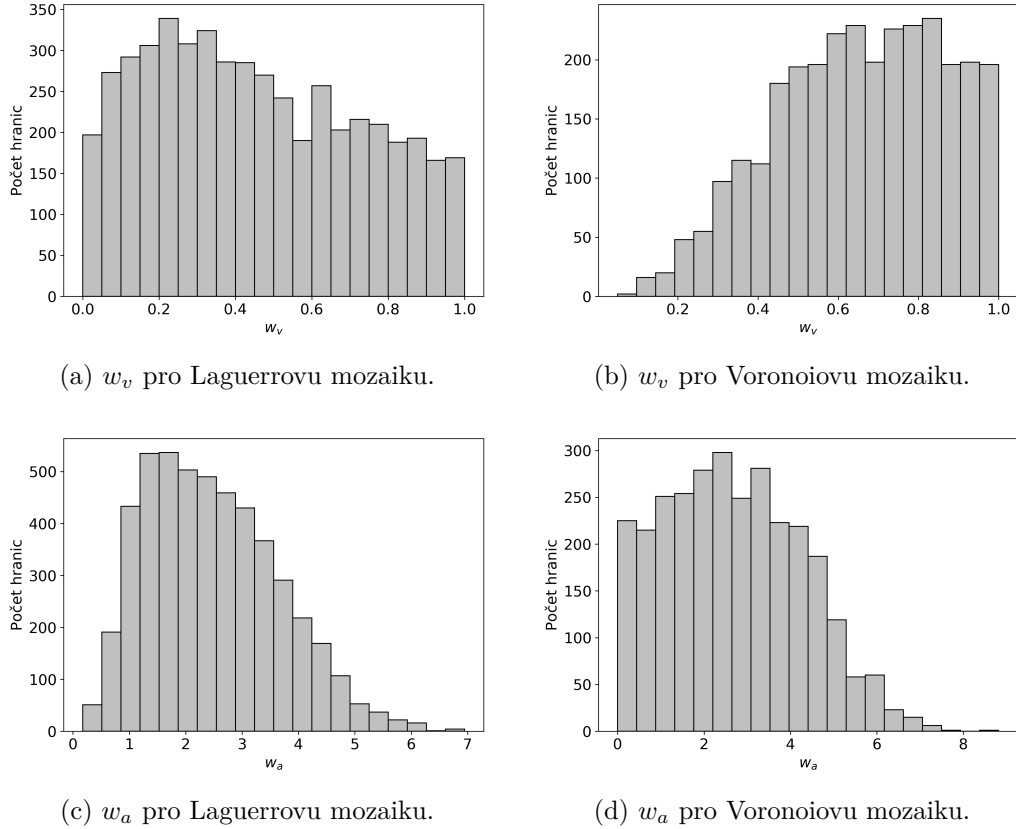 350
300
250
200
150
100
50
0
Počet hranic
0.0 0.2 0.4 0.6 0.8 1.0
w_v
(a) w_v pro Laguerrovu mozaiku.
200
150
100
50
0
Počet hranic
0.2 0.4 0.6 0.8 1.0
w_v
(b) w_v pro Voronoiovu mozaiku.
500
400
300
200
100
0
Počet hranic
0 1 2 3 4 5 6 7
w_a
(c) w_a pro Laguerrovu mozaiku.
300
250
200
150
100
50
0
Počet hranic
0 2 4 6 8
w_a
(d) w_a pro Voronoiovu mozaiku.